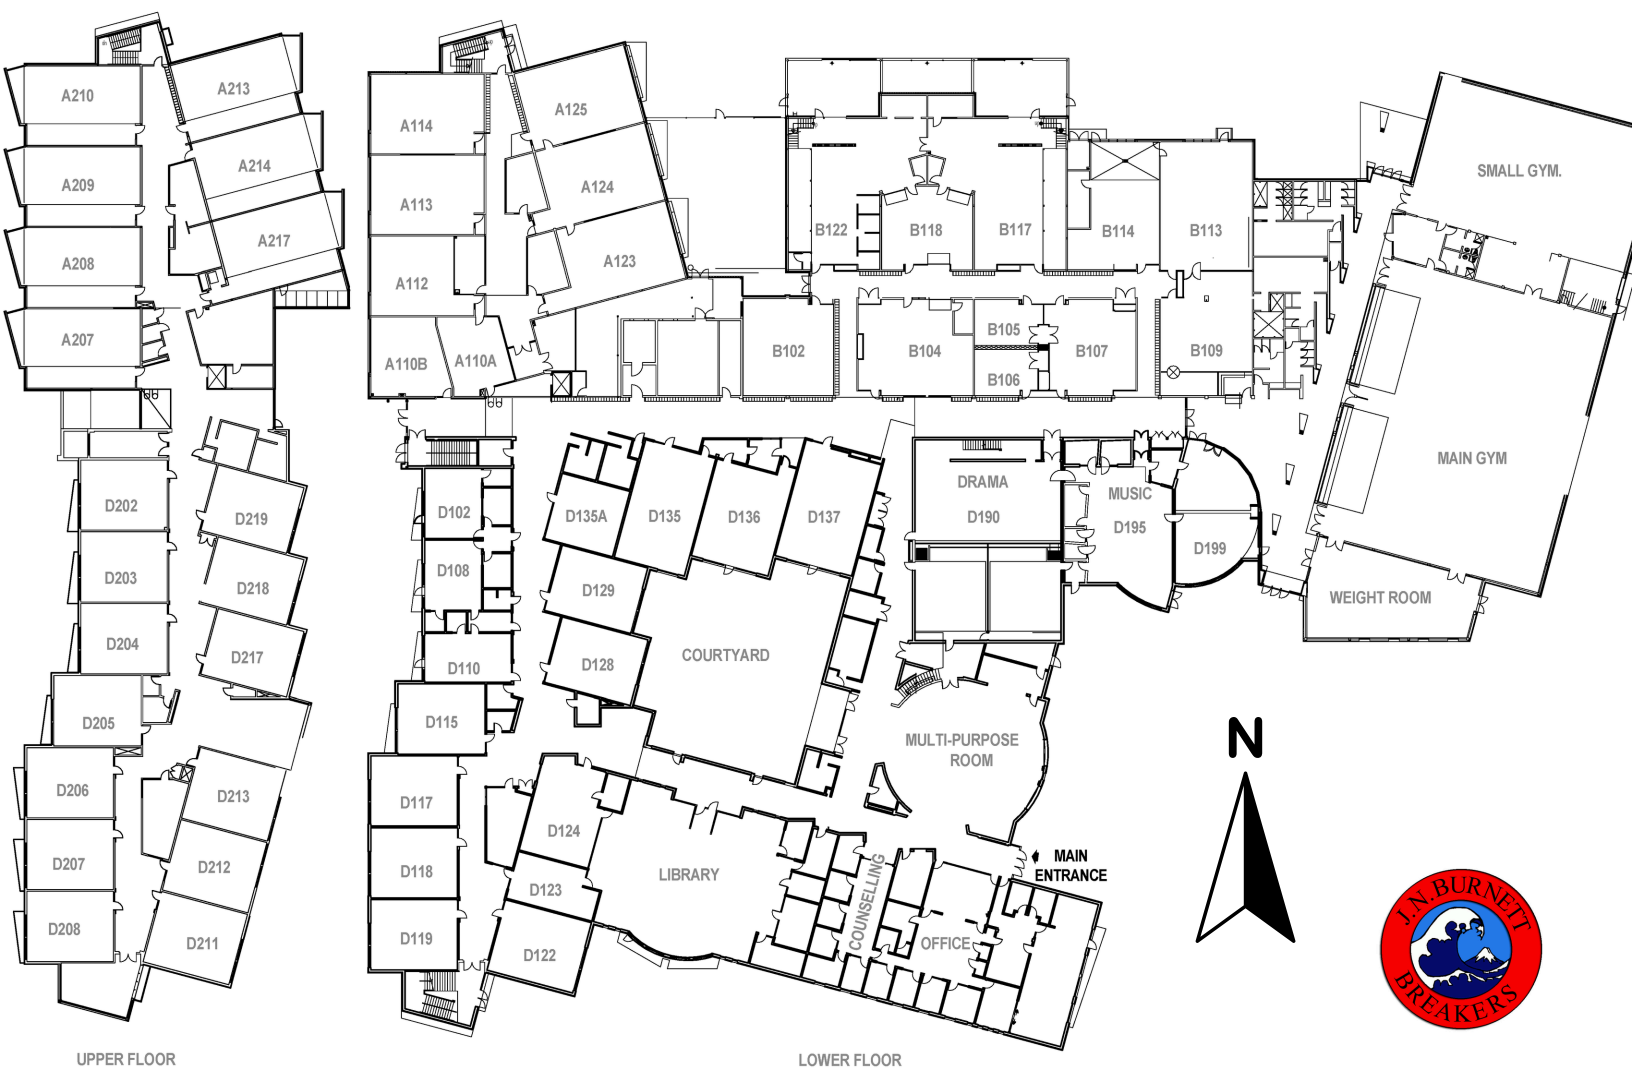 A210
A213
A209
A214
A208
A217
A207
D202
D219
D203
D218
D204
D217
D205
D206
D213
D207
D212
D208
D211
UPPER FLOOR
A114
A125
A113
A124
A112
A123
A110B
A110A
B122
B118
B117
B114
B113
B102
B104
B105
B106
B107
B109
SMALL GYM.
MAIN GYM
WEIGHT ROOM
D102
D135A
D135
D136
D137
DRAMA
D190
MUSIC
D195
D199
D108
D129
D110
D128
COURTYARD
D115
MULTI-PURPOSE
ROOM
D117
D124
D118
D123
LIBRARY
COUNSELLING
MAIN
ENTRANCE
D119
D122
OFFICE
LOWER FLOOR
N
J.N.BURNETT
BREAKERS